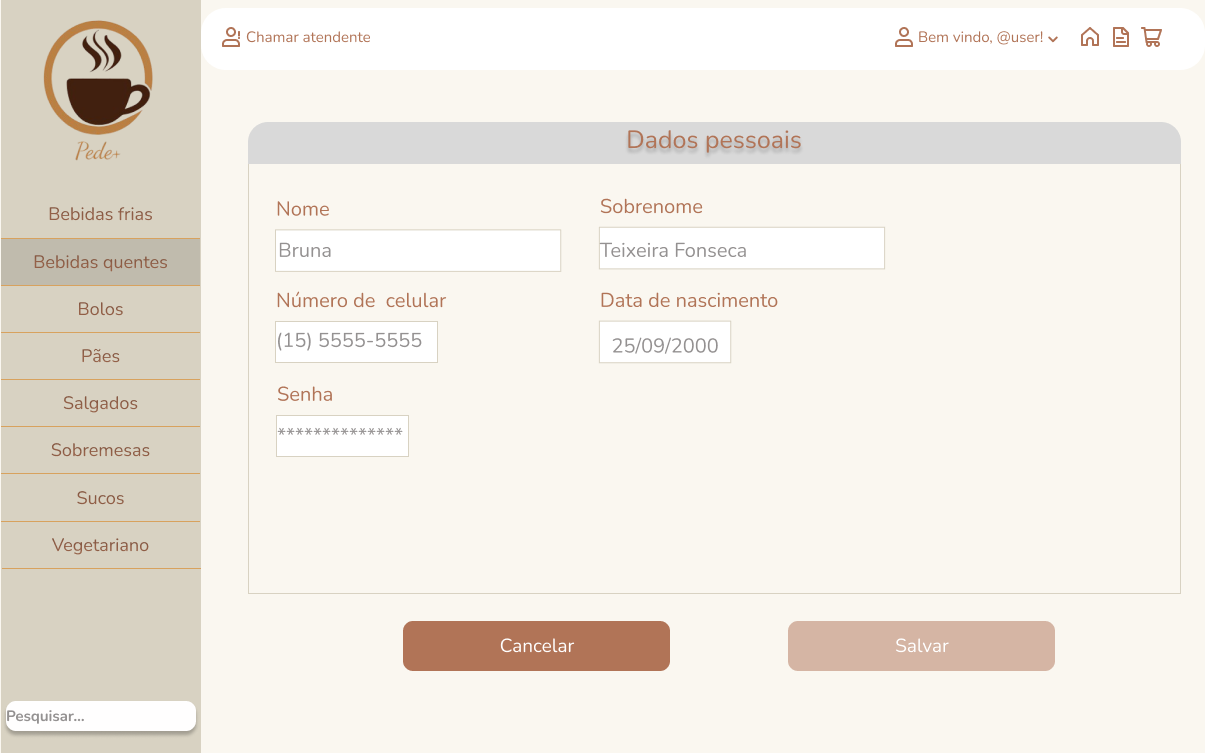 Pede+
Bebidas frias
Bebidas quentes
Bolos
Pães
Salgados
Sobremesas
Sucos
Vegetariano
Pesquisar...
Chamar atendente
Bem vindo, @user!
Dados pessoais
Nome
Sobrenome
Bruna
Teixeira Fonseca
Número de celular
Data de nascimento
(15) 5555-5555
25/09/2000
Senha
**************
Cancelar
Salvar